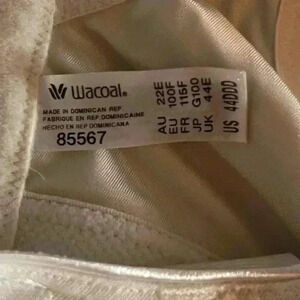 Wacoal®
MADE IN DOMINICAN REP.
FABRIQUE EN REP. DOMINICAINE
HECHO EN REP. DOMINICANA
85567
AU 22E
EU 100F
FR 115F
JP G100
UK 44E
US 44DDD